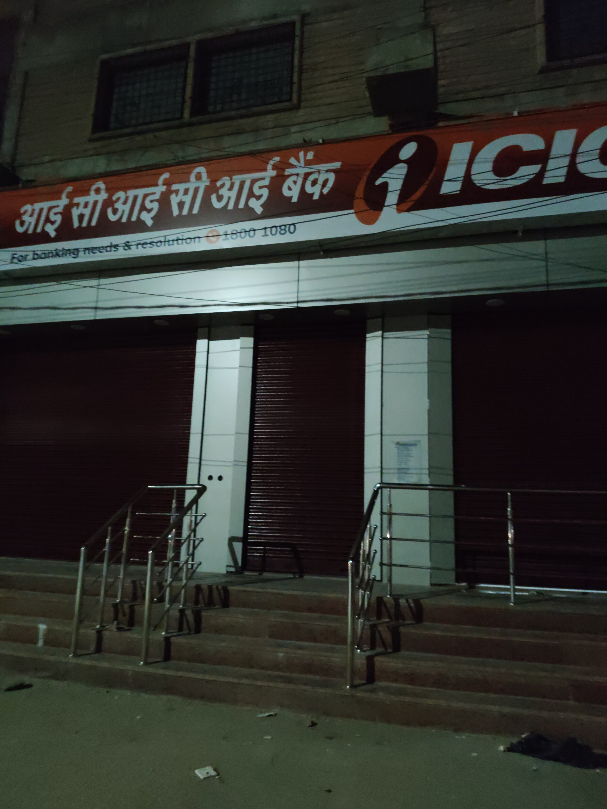 आई सी आई सी आई बैंक ICIC
For banking needs & resolution 1800 1080